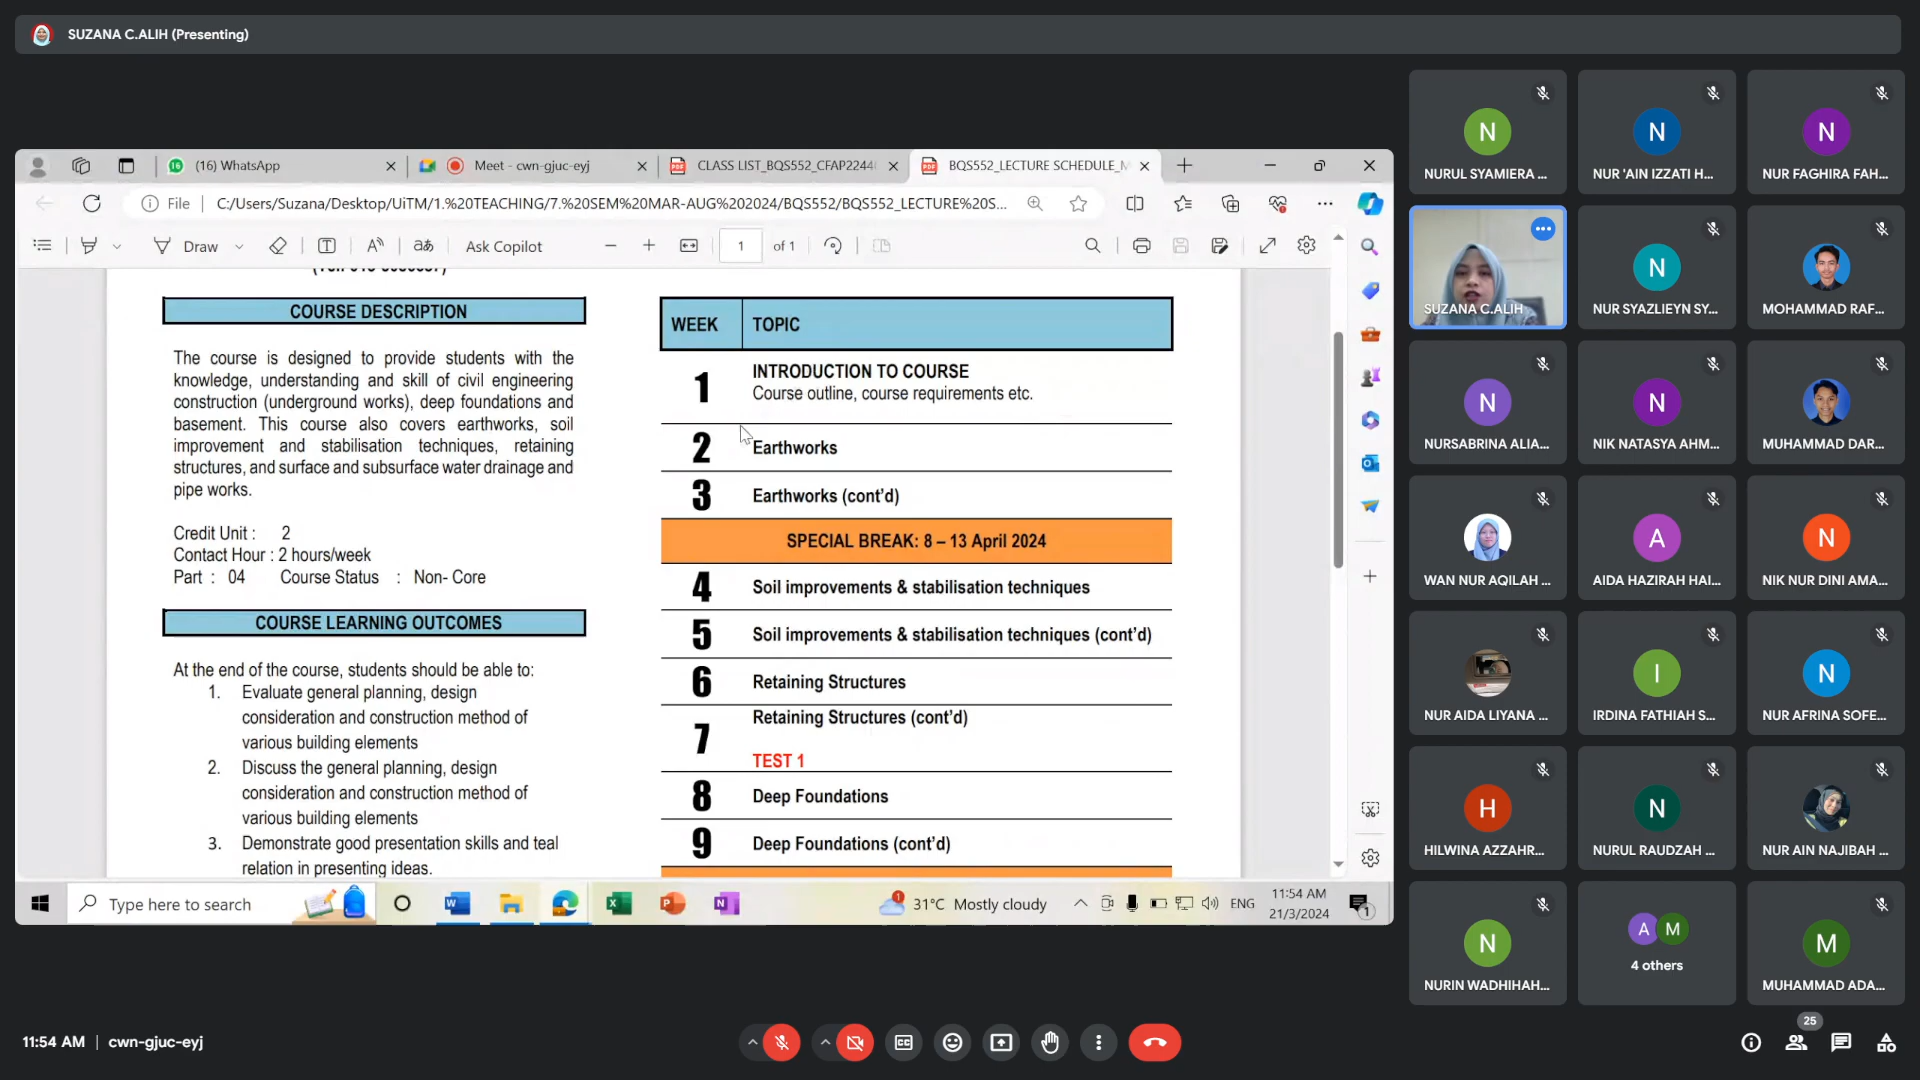 SUZANA C.ALIH (Presenting)
(16) WhatsApp
Meet - cwn-gjuc-eyj
CLASS LIST_BQS552_CFAP2244
BQS552_LECTURE SCHEDULE_M
File
C:/Users/Suzana/Desktop/UiTM/1.%20TEACHING/7.%20SEM%20MAR-AUG%202024/BQS552/BQS552_LECTURE%20S...
Draw
aあ
Ask Copilot
1
of 1
COURSE DESCRIPTION
The course is designed to provide students with the
knowledge, understanding and skill of civil engineering
construction (underground works), deep foundations and
basement. This course also covers earthworks, soil
improvement and stabilisation techniques, retaining
structures, and surface and subsurface water drainage and
pipe works.
Credit Unit : 2
Contact Hour : 2 hours/week
Part : 04 Course Status : Non- Core
COURSE LEARNING OUTCOMES
At the end of the course, students should be able to:
1. Evaluate general planning, design
consideration and construction method of
various building elements
2. Discuss the general planning, design
consideration and construction method of
various building elements
3. Demonstrate good presentation skills and teal
relation in presenting ideas.
WEEK TOPIC
1 INTRODUCTION TO COURSE
Course outline, course requirements etc.
2 Earthworks
3 Earthworks (cont'd)
SPECIAL BREAK: 8 – 13 April 2024
4 Soil improvements & stabilisation techniques
5 Soil improvements & stabilisation techniques (cont'd)
6 Retaining Structures
7 Retaining Structures (cont'd)
TEST 1
8 Deep Foundations
9 Deep Foundations (cont'd)
Type here to search
1
31°C Mostly cloudy
ENG
11:54 AM
21/3/2024
1
N
NURUL SYAMIERA ...
N
NUR 'AIN IZZATI H...
N
NUR FAGHIRA FAH...
SUZANA C.ALIH
N
NUR SYAZLIEYN SY...
MOHAMMAD RAF...
N
NURSABRINA ALIA...
N
NIK NATASYA AHM...
MUHAMMAD DAR...
WAN NUR AQILAH ...
A
AIDA HAZIRAH HAI...
N
NIK NUR DINI AMA...
NUR AIDA LIYANA ...
I
IRDINA FATHIAH S...
N
NUR AFRINA SOFE...
H
HILWINA AZZAHR...
N
NURUL RAUDZAH ...
NUR AIN NAJIBAH ...
N
NURIN WADHIHAH...
A M
4 others
M
MUHAMMAD ADA...
11:54 AM | cwn-gjuc-eyj
25